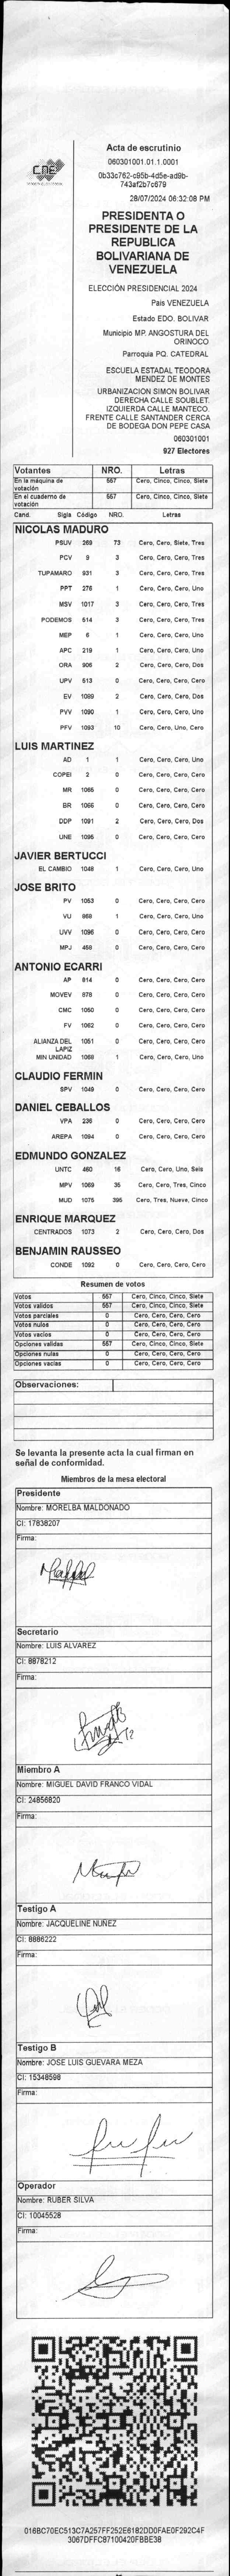 CNE
Acta de escrutinio
060301001.01.1.0001
0b33c762-c95b-4d5e-ad9b-
743af2b7c679
28/07/2024 06:32:08 PM
PRESIDENTA O
PRESIDENTE DE LA
REPUBLICA
BOLIVARIANA DE
VENEZUELA
ELECCIÓN PRESIDENCIAL 2024
Pais VENEZUELA
Estado EDO. BOLIVAR
Municipio MP. ANGOSTURA DEL
ORINOCO
Parroquia PQ. CATEDRAL
ESCUELA ESTADAL TEODORA
MENDEZ DE MONTES
URBANIZACION SIMON BOLIVAR
DERECHA CALLE SOUBLET.
IZQUIERDA CALLE MANTECO.
FRENTE CALLE SANTANDER CERCA
DE BODEGA DON PEPE CASA
060301001
927 Electores
Votantes NRO. Letras
En la máquina de votación 557 Cero, Cinco, Cinco, Siete
En el cuaderno de votación 557 Cero, Cinco, Cinco, Siete
Cand. Sigla Código NRO. Letras
NICOLAS MADURO
PSUV 269 73 Cero, Cero, Siete, Tres
PCV 9 3 Cero, Cero, Cero, Tres
TUPAMARO 931 3 Cero, Cero, Cero, Tres
PPT 276 1 Cero, Cero, Cero, Uno
MSV 1017 3 Cero, Cero, Cero, Tres
PODEMOS 514 3 Cero, Cero, Cero, Tres
MEP 6 1 Cero, Cero, Cero, Uno
APC 219 1 Cero, Cero, Cero, Uno
ORA 906 2 Cero, Cero, Cero, Dos
UPV 513 0 Cero, Cero, Cero, Cero
EV 1099 2 Cero, Cero, Cero, Dos
PVV 1090 1 Cero, Cero, Cero, Uno
PFV 1093 10 Cero, Cero, Uno, Cero
LUIS MARTINEZ
AD 1 1 Cero, Cero, Cero, Uno
COPEI 2 0 Cero, Cero, Cero, Cero
MR 1065 0 Cero, Cero, Cero, Cero
BR 1066 0 Cero, Cero, Cero, Cero
DDP 1091 2 Cero, Cero, Cero, Dos
UNE 1095 0 Cero, Cero, Cero, Cero
JAVIER BERTUCCI
EL CAMBIO 1048 1 Cero, Cero, Cero, Uno
JOSE BRITO
PV 1053 0 Cero, Cero, Cero, Cero
VU 868 1 Cero, Cero, Cero, Uno
UVV 1096 0 Cero, Cero, Cero, Cero
MPJ 458 0 Cero, Cero, Cero, Cero
ANTONIO ECARRI
AP 814 0 Cero, Cero, Cero, Cero
MOVEV 878 0 Cero, Cero, Cero, Cero
CMC 1050 0 Cero, Cero, Cero, Cero
FV 1062 0 Cero, Cero, Cero, Cero
ALIANZA DEL LAPIZ 1051 0 Cero, Cero, Cero, Cero
MIN UNIDAD 1068 1 Cero, Cero, Cero, Uno
CLAUDIO FERMIN
SPV 1049 0 Cero, Cero, Cero, Cero
DANIEL CEBALLOS
VPA 236 0 Cero, Cero, Cero, Cero
AREPA 1094 0 Cero, Cero, Cero, Cero
EDMUNDO GONZALEZ
UNTC 460 16 Cero, Cero, Uno, Seis
MPV 1069 35 Cero, Cero, Tres, Cinco
MUD 1075 395 Cero, Tres, Nueve, Cinco
ENRIQUE MARQUEZ
CENTRADOS 1073 2 Cero, Cero, Cero, Dos
BENJAMIN RAUSSEO
CONDE 1092 0 Cero, Cero, Cero, Cero
Resumen de votos
Votos 557 Cero, Cinco, Cinco, Siete
Votos validos 557 Cero, Cinco, Cinco, Siete
Votos parciales 0 Cero, Cero, Cero, Cero
Votos nulos 0 Cero, Cero, Cero, Cero
Votos vacios 0 Cero, Cero, Cero, Cero
Opciones validas 557 Cero, Cinco, Cinco, Siete
Opciones nulas 0 Cero, Cero, Cero, Cero
Opciones vacias 0 Cero, Cero, Cero, Cero
Observaciones:
Se levanta la presente acta la cual firman en
señal de conformidad.
Miembros de la mesa electoral
Presidente
Nombre: MORELBA MALDONADO
CI: 17838207
Firma:
Secretario
Nombre: LUIS ALVAREZ
CI: 8878212
Firma:
Miembro A
Nombre: MIGUEL DAVID FRANCO VIDAL
CI: 24856820
Firma:
Testigo A
Nombre: JACQUELINE NUÑEZ
CI: 8886222
Firma:
Testigo B
Nombre: JOSE LUIS GUEVARA MEZA
CI: 15348598
Firma:
Operador
Nombre: RUBER SILVA
CI: 10045528
Firma:
016BC70EC513C7A257FF252E6182DD0FAE0F292C4F
3067DFFC87100420FBBE38